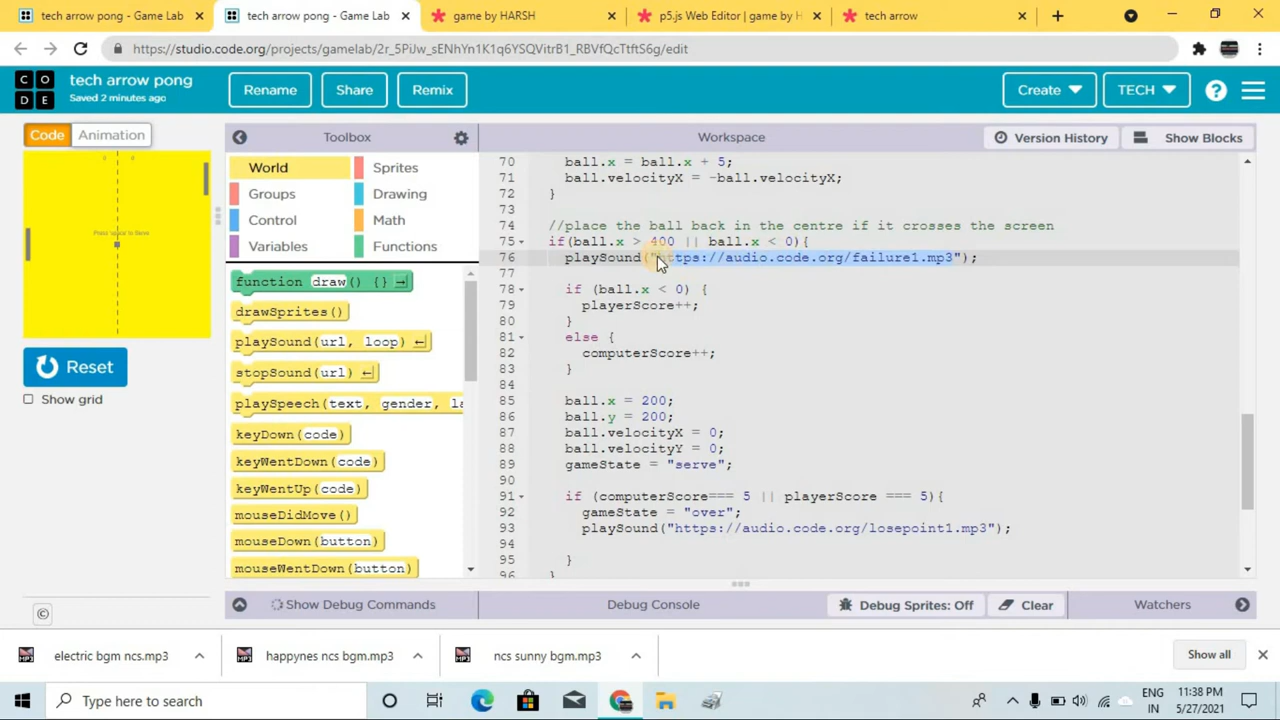 tech arrow pong - Game Lab
tech arrow pong - Game Lab
game by HARSH
p5.js Web Editor | game by H
tech arrow
https://studio.code.org/projects/gamelab/2r_5PiJw_sENhYn1K1q6YSQVitrB1_RBVfQcTtftS6g/edit
CODE
tech arrow pong
Saved 2 minutes ago
Rename
Share
Remix
Create
TECH
Code
Animation
Toolbox
Workspace
Version History
Show Blocks
Press 'space' to Serve
Reset
Show grid
World
Sprites
Groups
Drawing
Control
Math
Variables
Functions
function draw() {}
drawSprites()
playSound(url, loop)
stopSound(url)
playSpeech(text, gender, la
keyDown(code)
keyWentDown(code)
keyWentUp(code)
mouseDidMove()
mouseDown(button)
mouseWentDown(button)
70 ball.x = ball.x + 5;
71 ball.velocityX = -ball.velocityX;
72 }
73
74 //place the ball back in the centre if it crosses the screen
75 if(ball.x > 400 || ball.x < 0){
76 playSound("https://audio.code.org/failure1.mp3");
77
78 if (ball.x < 0) {
79 playerScore++;
80 }
81 else {
82 computerScore++;
83 }
84
85 ball.x = 200;
86 ball.y = 200;
87 ball.velocityX = 0;
88 ball.velocityY = 0;
89 gameState = "serve";
90
91 if (computerScore=== 5 || playerScore === 5){
92 gameState = "over";
93 playSound("https://audio.code.org/losepoint1.mp3");
94
95 }
96 }
Show Debug Commands
Debug Console
Debug Sprites: Off
Clear
Watchers
electric bgm ncs.mp3
happynes ncs bgm.mp3
ncs sunny bgm.mp3
Show all
Type here to search
ENG
IN
11:38 PM
5/27/2021